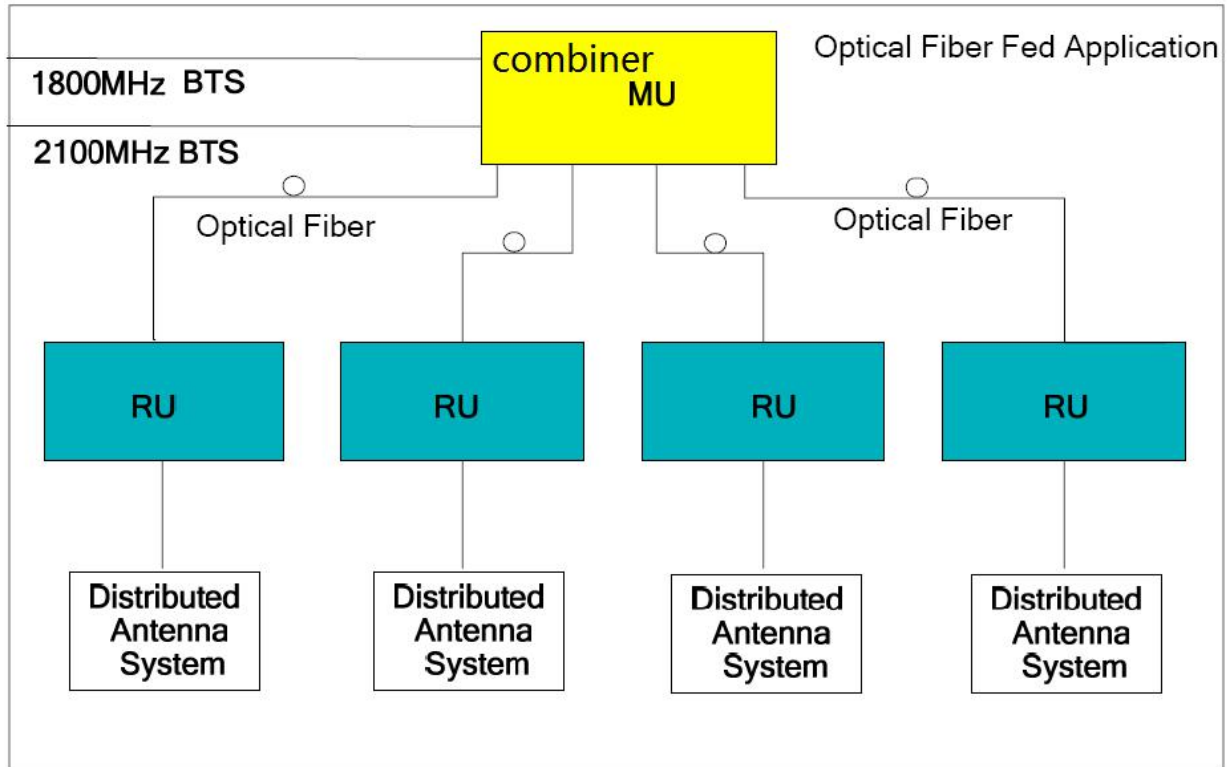 combiner
MU
Optical Fiber Fed Application
1800MHz BTS
2100MHz BTS
Optical Fiber
Optical Fiber
RU
RU
RU
RU
Distributed
Antenna
System
Distributed
Antenna
System
Distributed
Antenna
System
Distributed
Antenna
System